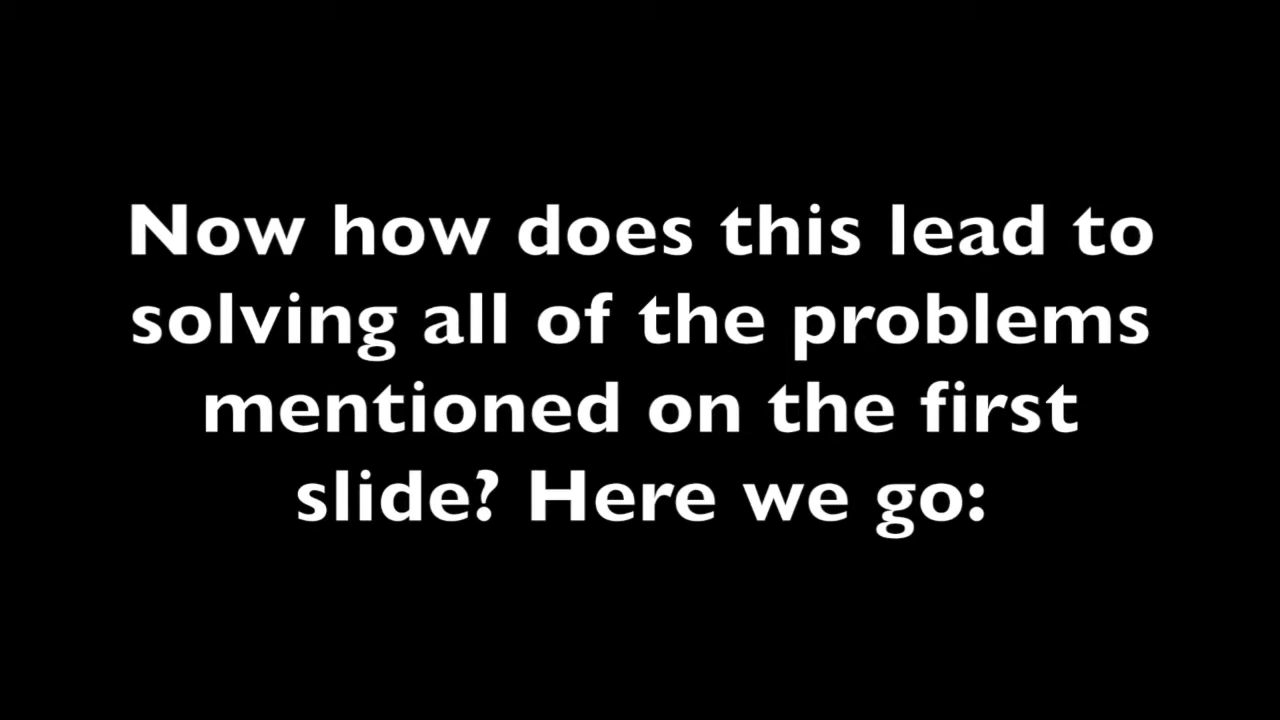 Now how does this lead to
solving all of the problems
mentioned on the first
slide? Here we go: